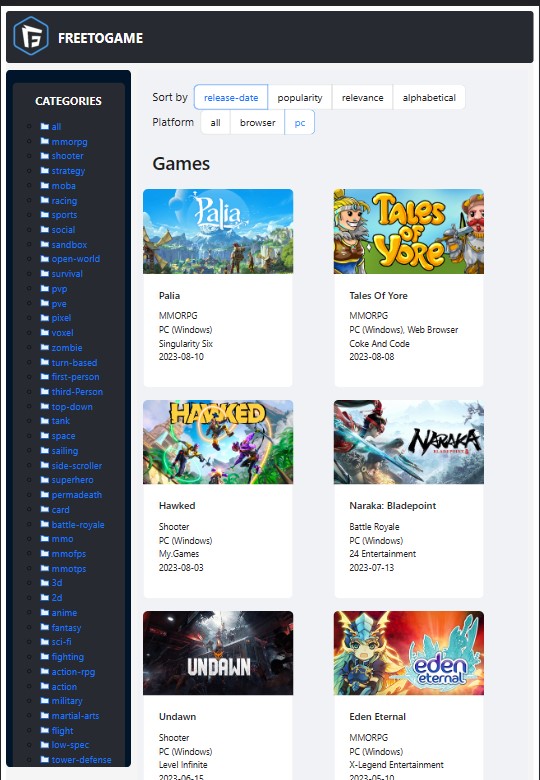 FREETOGAME
CATEGORIES
all
mmorpg
shooter
strategy
moba
racing
sports
social
sandbox
open-world
survival
pvp
pve
pixel
voxel
zombie
turn-based
first-person
third-Person
top-down
tank
space
sailing
side-scroller
superhero
permadeath
card
battle-royale
mmo
mmofps
mmotps
3d
2d
anime
fantasy
sci-fi
fighting
action-rpg
action
military
martial-arts
flight
low-spec
tower-defense
Sort by release-date popularity relevance alphabetical
Platform all browser pc
Games
Palia
Palia
MMORPG
PC (Windows)
Singularity Six
2023-08-10
TALES
OF
YORE
Tales Of Yore
MMORPG
PC (Windows), Web Browser
Coke And Code
2023-08-08
HAWKED
Hawked
Shooter
PC (Windows)
My.Games
2023-08-03
NARAKA
BLADEPOINT
Naraka: Bladepoint
Battle Royale
PC (Windows)
24 Entertainment
2023-07-13
UNDAWN
Undawn
Shooter
PC (Windows)
Level Infinite
2023-06-15
eden
eternal
Eden Eternal
MMORPG
PC (Windows)
X-Legend Entertainment
2023-05-10